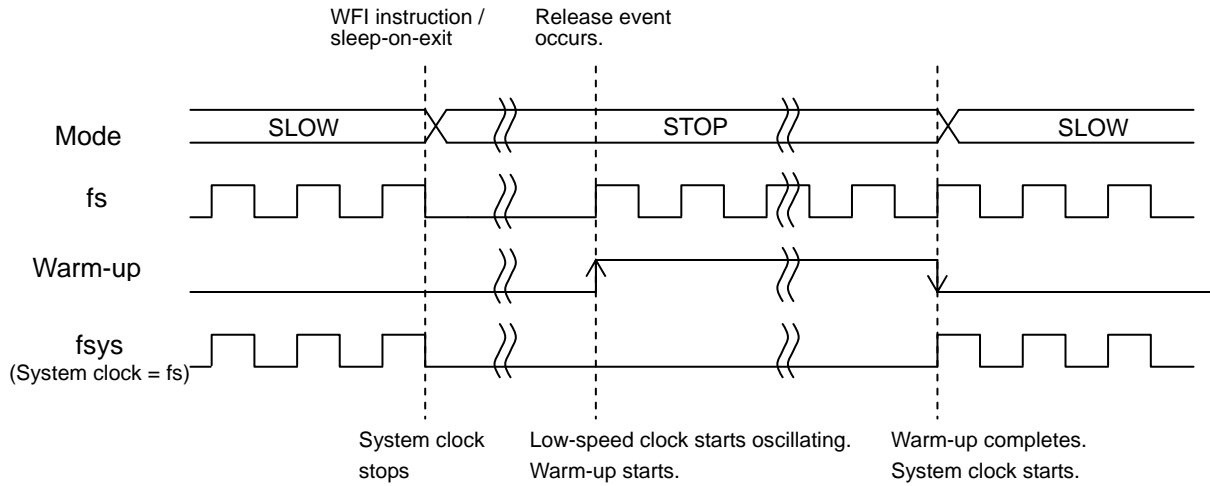 WFI instruction /
sleep-on-exit
Release event
occurs.
Mode
SLOW
STOP
SLOW
fs
Warm-up
fsys
(System clock = fs)
System clock
stops
Low-speed clock starts oscillating.
Warm-up starts.
Warm-up completes.
System clock starts.